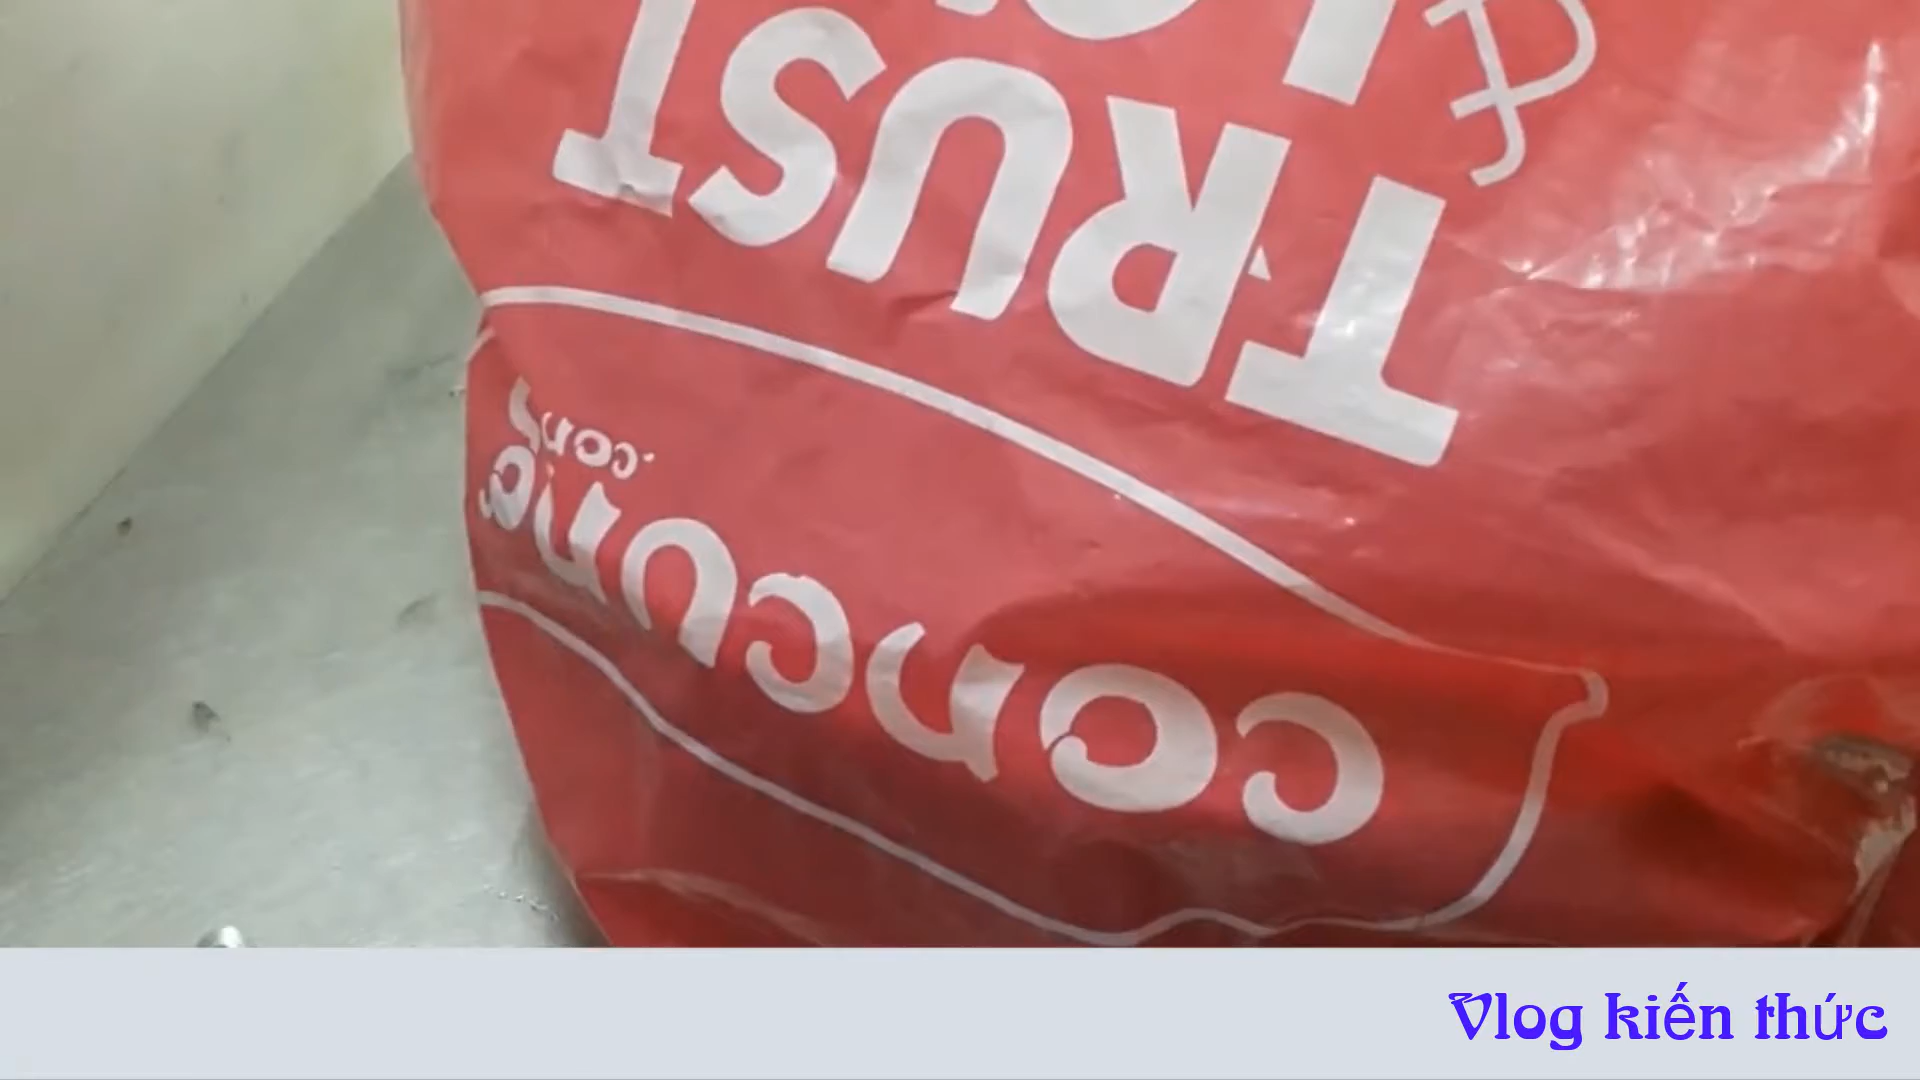 TRUST
concung
.com
Vlog kiến thức